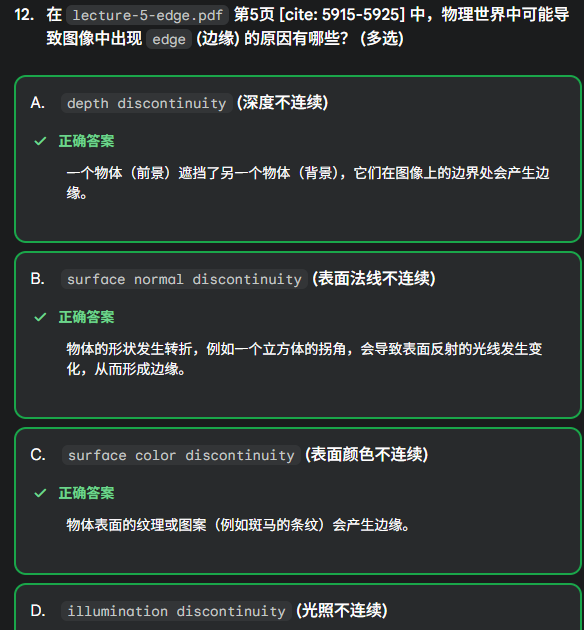 12. 在 lecture-5-edge.pdf 第5页 [cite: 5915-5925] 中，物理世界中可能导
致图像中出现 edge (边缘) 的原因有哪些？ (多选)
A. depth discontinuity (深度不连续)
正确答案
一个物体（前景）遮挡了另一个物体（背景），它们在图像上的边界处会产生边
缘。
B. surface normal discontinuity (表面法线不连续)
正确答案
物体的形状发生转折，例如一个立方体的拐角，会导致表面反射的光线发生变
化，从而形成边缘。
C. surface color discontinuity (表面颜色不连续)
正确答案
物体表面的纹理或图案（例如斑马的条纹）会产生边缘。
D. illumination discontinuity (光照不连续)